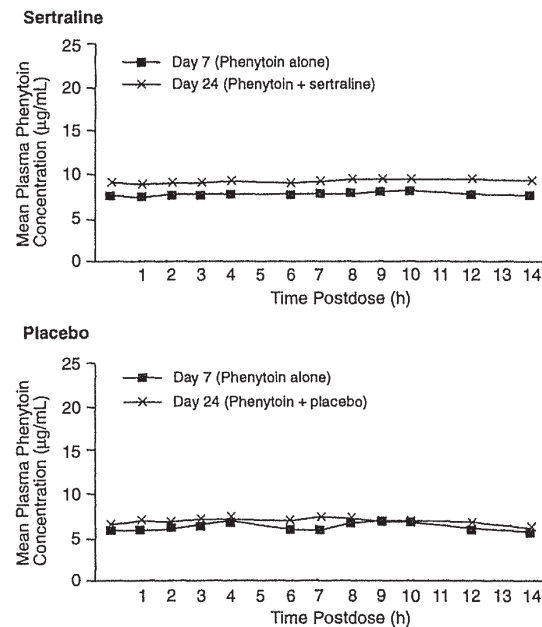 Sertraline
25
20
15
10
5
0
Mean Plasma Phenytoin
Concentration (µg/mL)
Day 7 (Phenytoin alone)
Day 24 (Phenytoin + sertraline)
1 2 3 4 5 6 7 8 9 10 11 12 13 14
Time Postdose (h)
Placebo
25
20
15
10
5
0
Mean Plasma Phenytoin
Concentration (µg/mL)
Day 7 (Phenytoin alone)
Day 24 (Phenytoin + placebo)
1 2 3 4 5 6 7 8 9 10 11 12 13 14
Time Postdose (h)